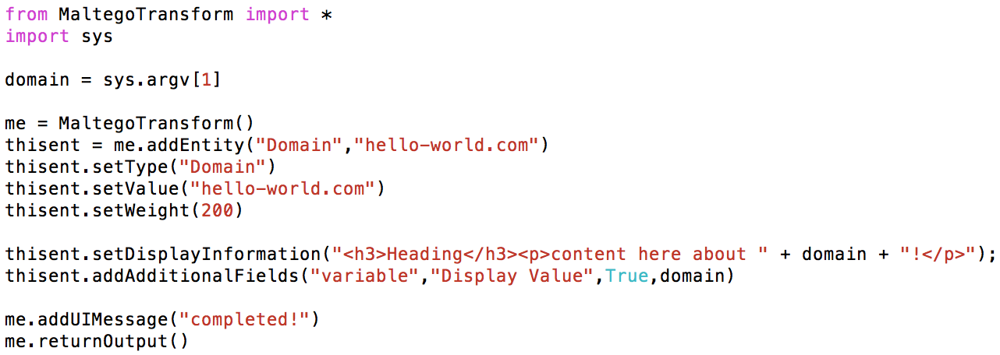 from MaltegoTransform import *
import sys
domain = sys.argv[1]
me = MaltegoTransform()
thisent = me.addEntity("Domain","hello-world.com")
thisent.setType("Domain")
thisent.setValue("hello-world.com")
thisent.setWeight(200)
thisent.setDisplayInformation("<h3>Heading</h3><p>content here about " + domain + "!</p>");
thisent.addAdditionalFields("variable","Display Value",True,domain)
me.addUIMessage("completed!")
me.returnOutput()